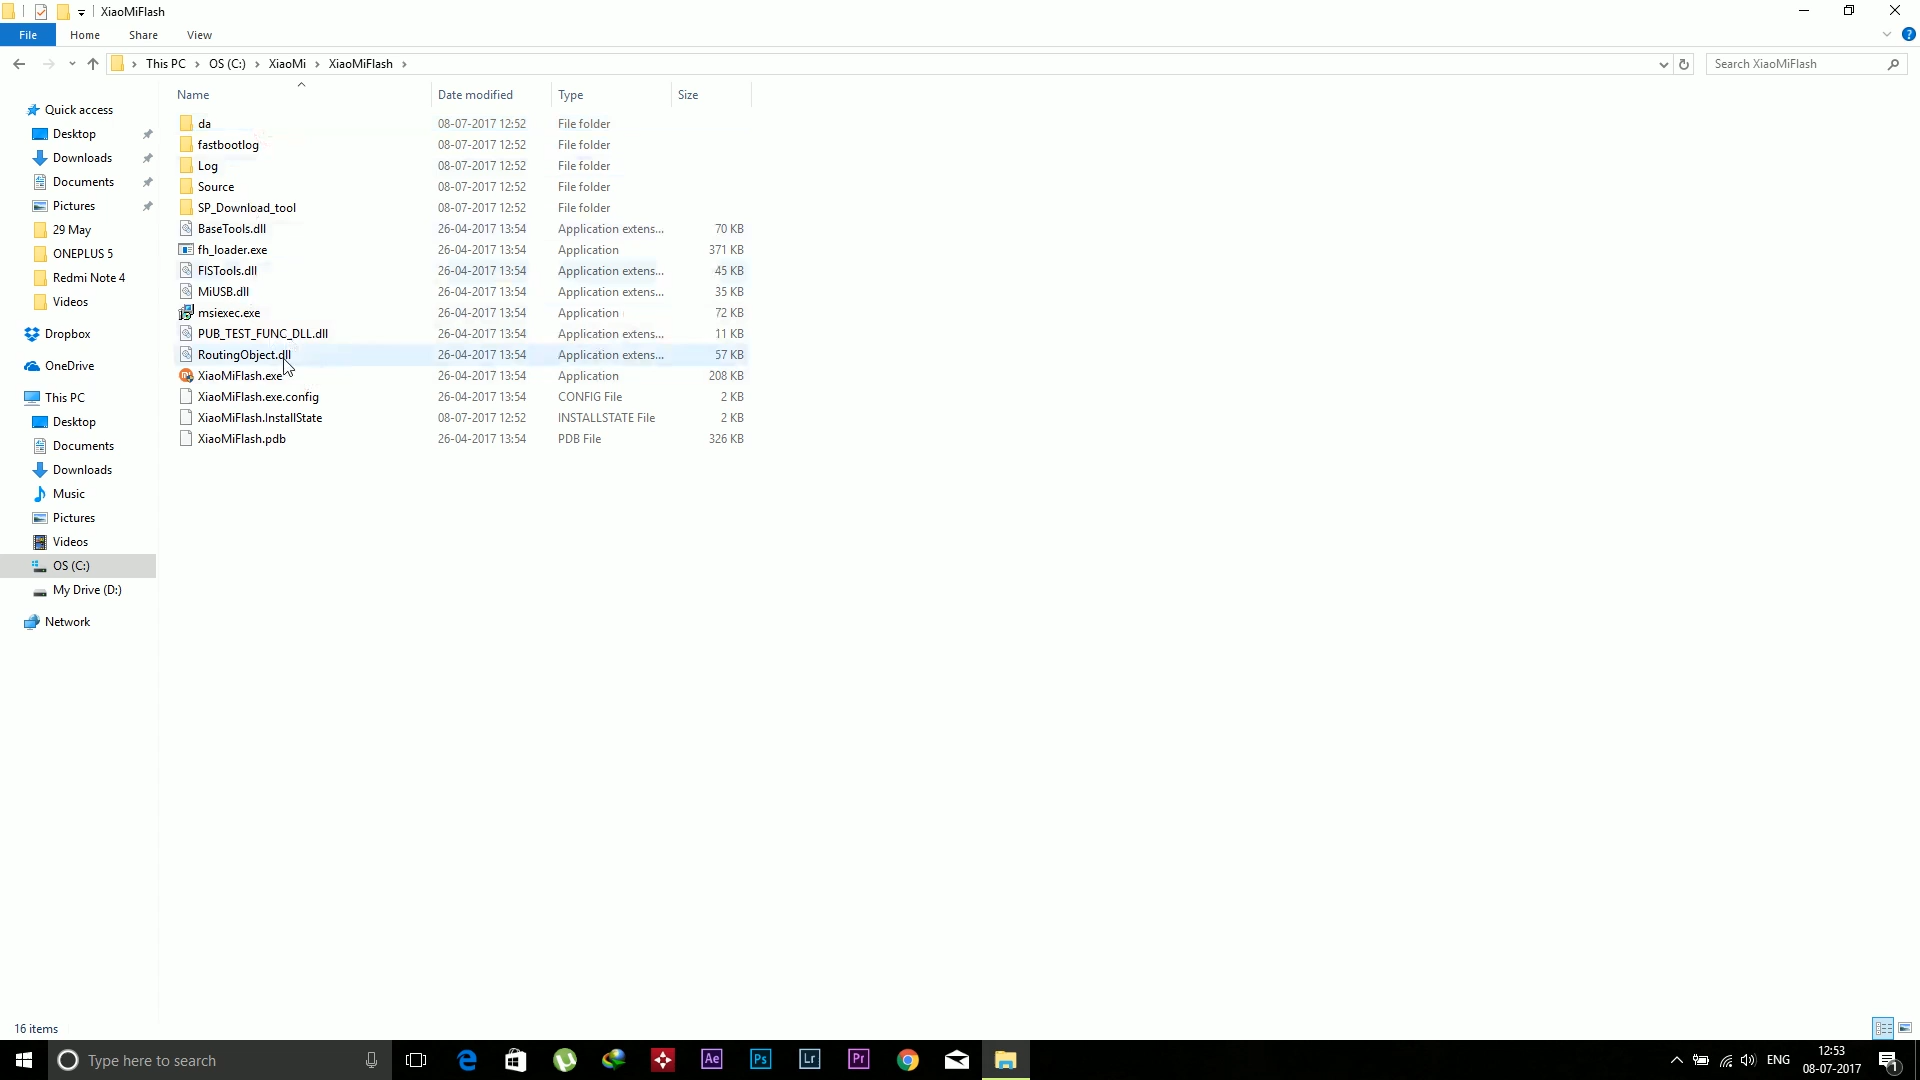 XiaoMiFlash
File Home Share View
This PC OS (C:) XiaoMi XiaoMiFlash
Search XiaoMiFlash
Name Date modified Type Size
Quick access
Desktop
Downloads
Documents
Pictures
29 May
ONEPLUS 5
Redmi Note 4
Videos
Dropbox
OneDrive
This PC
Desktop
Documents
Downloads
Music
Pictures
Videos
OS (C:)
My Drive (D:)
Network
da 08-07-2017 12:52 File folder
fastbootlog 08-07-2017 12:52 File folder
Log 08-07-2017 12:52 File folder
Source 08-07-2017 12:52 File folder
SP_Download_tool 08-07-2017 12:52 File folder
BaseTools.dll 26-04-2017 13:54 Application extens... 70 KB
fh_loader.exe 26-04-2017 13:54 Application 371 KB
FISTools.dll 26-04-2017 13:54 Application extens... 45 KB
MiUSB.dll 26-04-2017 13:54 Application extens... 35 KB
msiexec.exe 26-04-2017 13:54 Application 72 KB
PUB_TEST_FUNC_DLL.dll 26-04-2017 13:54 Application extens... 11 KB
RoutingObject.dll 26-04-2017 13:54 Application extens... 57 KB
XiaoMiFlash.exe 26-04-2017 13:54 Application 208 KB
XiaoMiFlash.exe.config 26-04-2017 13:54 CONFIG File 2 KB
XiaoMiFlash.InstallState 08-07-2017 12:52 INSTALLSTATE File 2 KB
XiaoMiFlash.pdb 26-04-2017 13:54 PDB File 326 KB
16 items
Type here to search
Ae Ps Lr Pr
ENG
12:53
08-07-2017
1